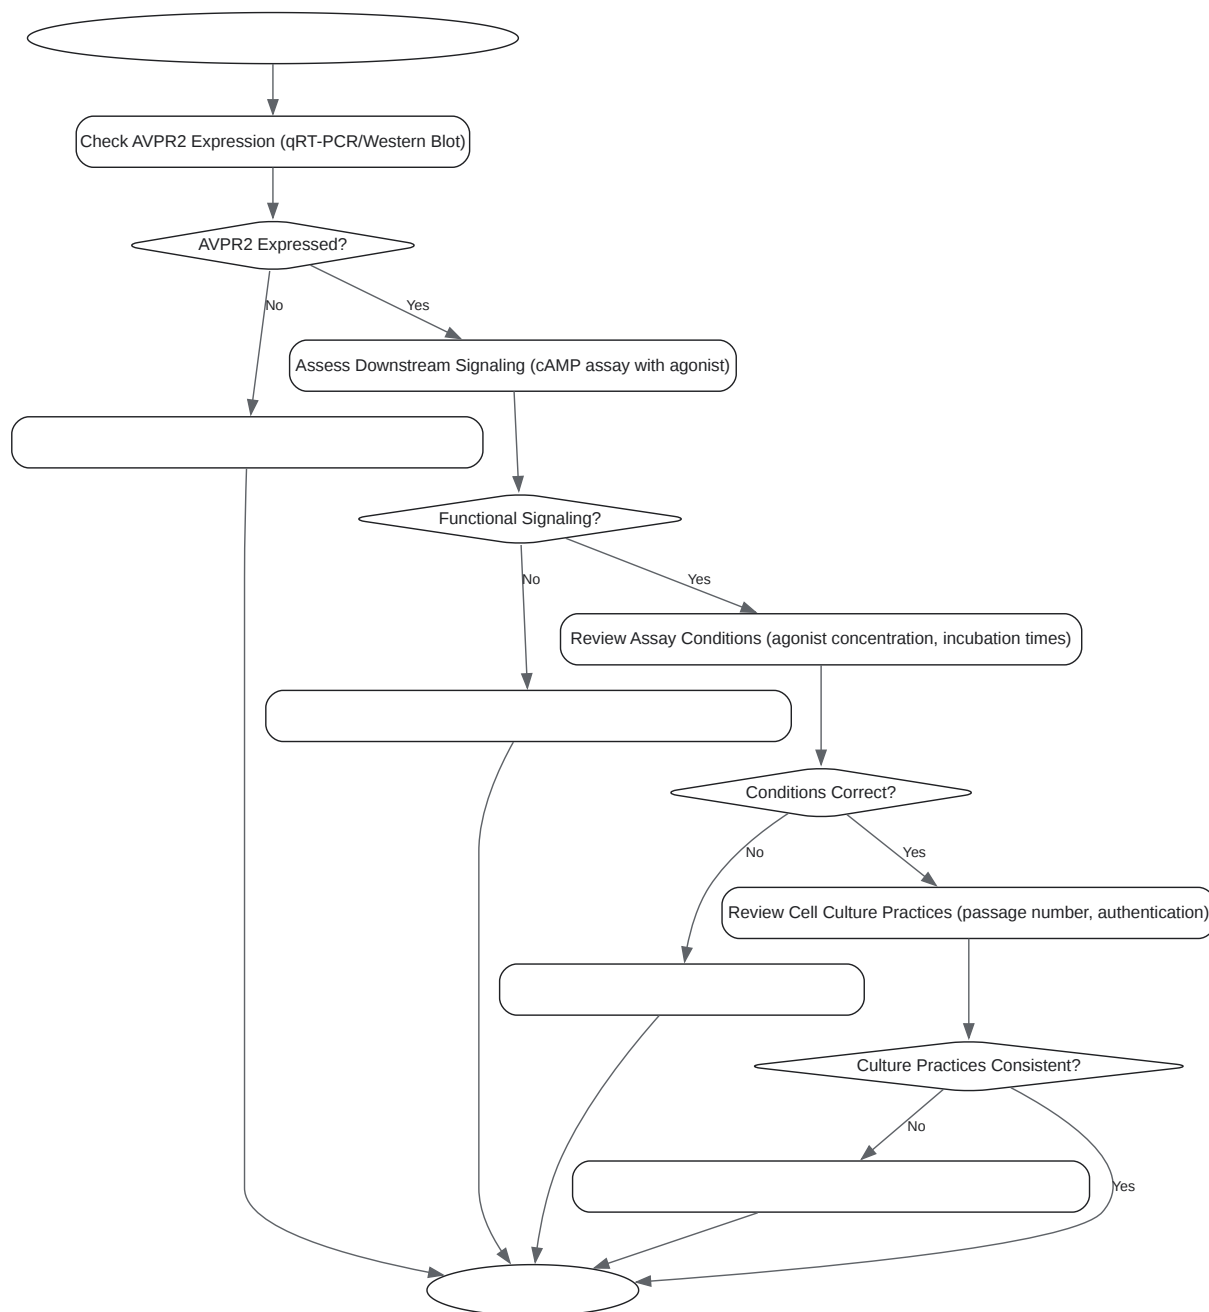 Check AVPR2 Expression (qRT-PCR/Western Blot)
AVPR2 Expressed?
No
Yes
Assess Downstream Signaling (cAMP assay with agonist)
Functional Signaling?
No
Yes
Review Assay Conditions (agonist concentration, incubation times)
Conditions Correct?
No
Yes
Review Cell Culture Practices (passage number, authentication)
Culture Practices Consistent?
No
Yes